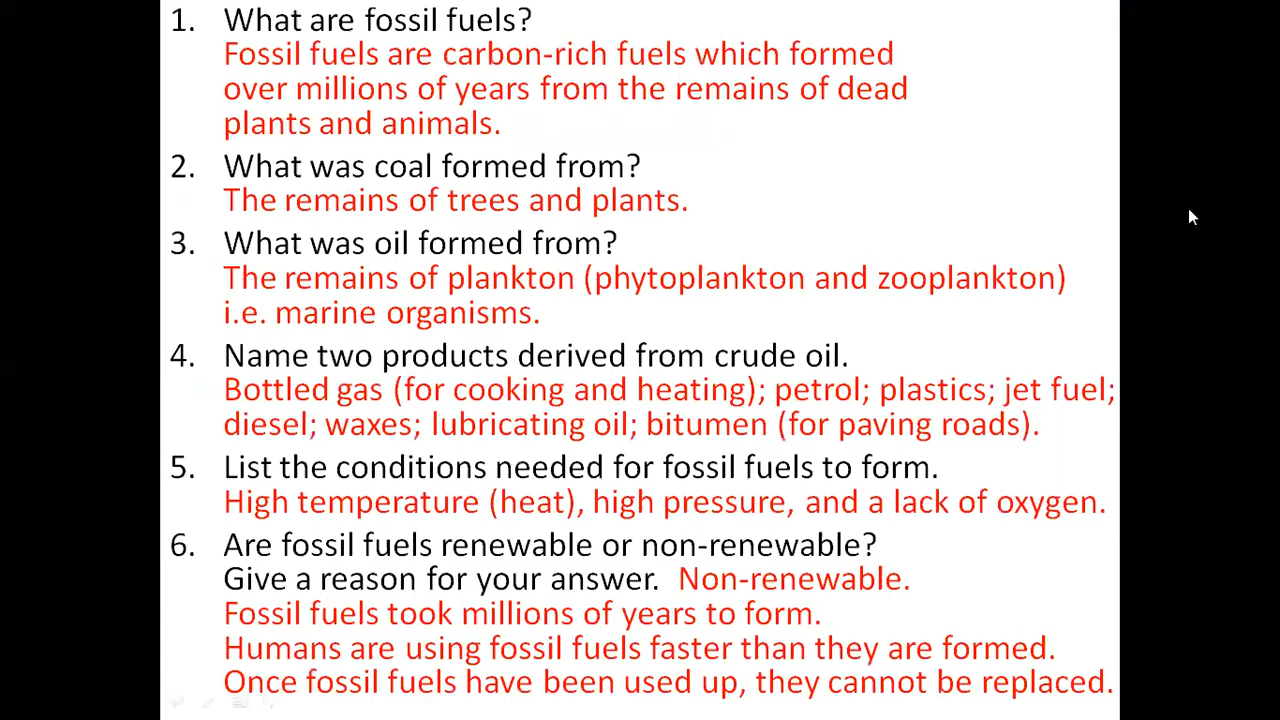 1. What are fossil fuels?
Fossil fuels are carbon-rich fuels which formed
over millions of years from the remains of dead
plants and animals.
2. What was coal formed from?
The remains of trees and plants.
3. What was oil formed from?
The remains of plankton (phytoplankton and zooplankton)
i.e. marine organisms.
4. Name two products derived from crude oil.
Bottled gas (for cooking and heating); petrol; plastics; jet fuel;
diesel; waxes; lubricating oil; bitumen (for paving roads).
5. List the conditions needed for fossil fuels to form.
High temperature (heat), high pressure, and a lack of oxygen.
6. Are fossil fuels renewable or non-renewable?
Give a reason for your answer. Non-renewable.
Fossil fuels took millions of years to form.
Humans are using fossil fuels faster than they are formed.
Once fossil fuels have been used up, they cannot be replaced.